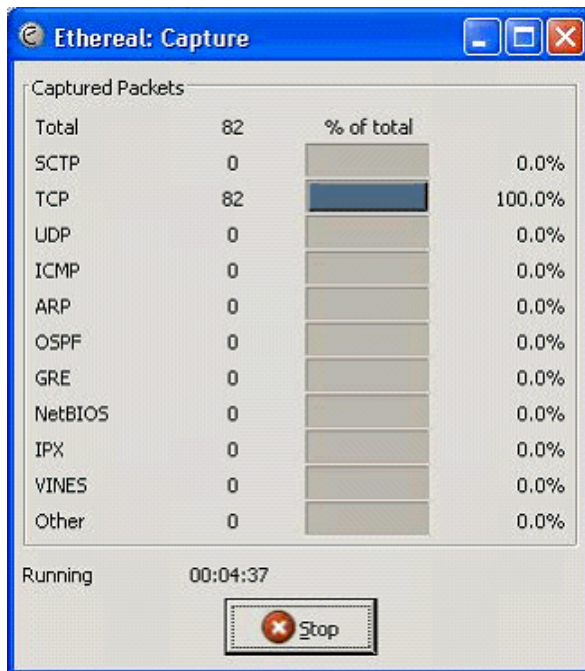 Ethereal: Capture
Captured Packets
Total 82 % of total
SCTP 0 0.0%
TCP 82 100.0%
UDP 0 0.0%
ICMP 0 0.0%
ARP 0 0.0%
OSPF 0 0.0%
GRE 0 0.0%
NetBIOS 0 0.0%
IPX 0 0.0%
VINES 0 0.0%
Other 0 0.0%
Running 00:04:37
Stop